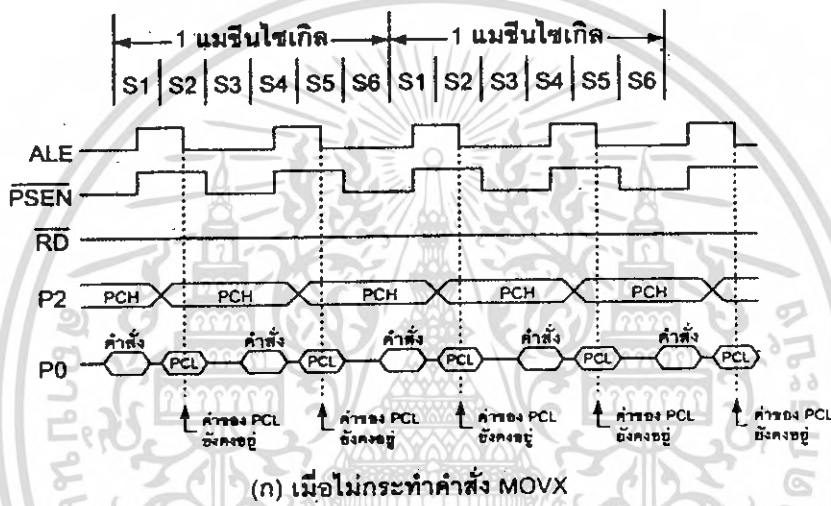 1 แมชีนไซเกิล 1 แมชีนไซเกิล
S1 S2 S3 S4 S5 S6 S1 S2 S3 S4 S5 S6
ALE
PSEN
RD
P2 PCH PCH PCH PCH PCH
คำสั่ง คำสั่ง คำสั่ง คำสั่ง คำสั่ง
P0 PCL PCL PCL PCL PCL
ค่าของ PCL ค่าของ PCL ค่าของ PCL ค่าของ PCL ค่าของ PCL
ยังคงอยู่ ยังคงอยู่ ยังคงอยู่ ยังคงอยู่ ยังคงอยู่
(ก) เมื่อไม่กระทำคำสั่ง MOVX